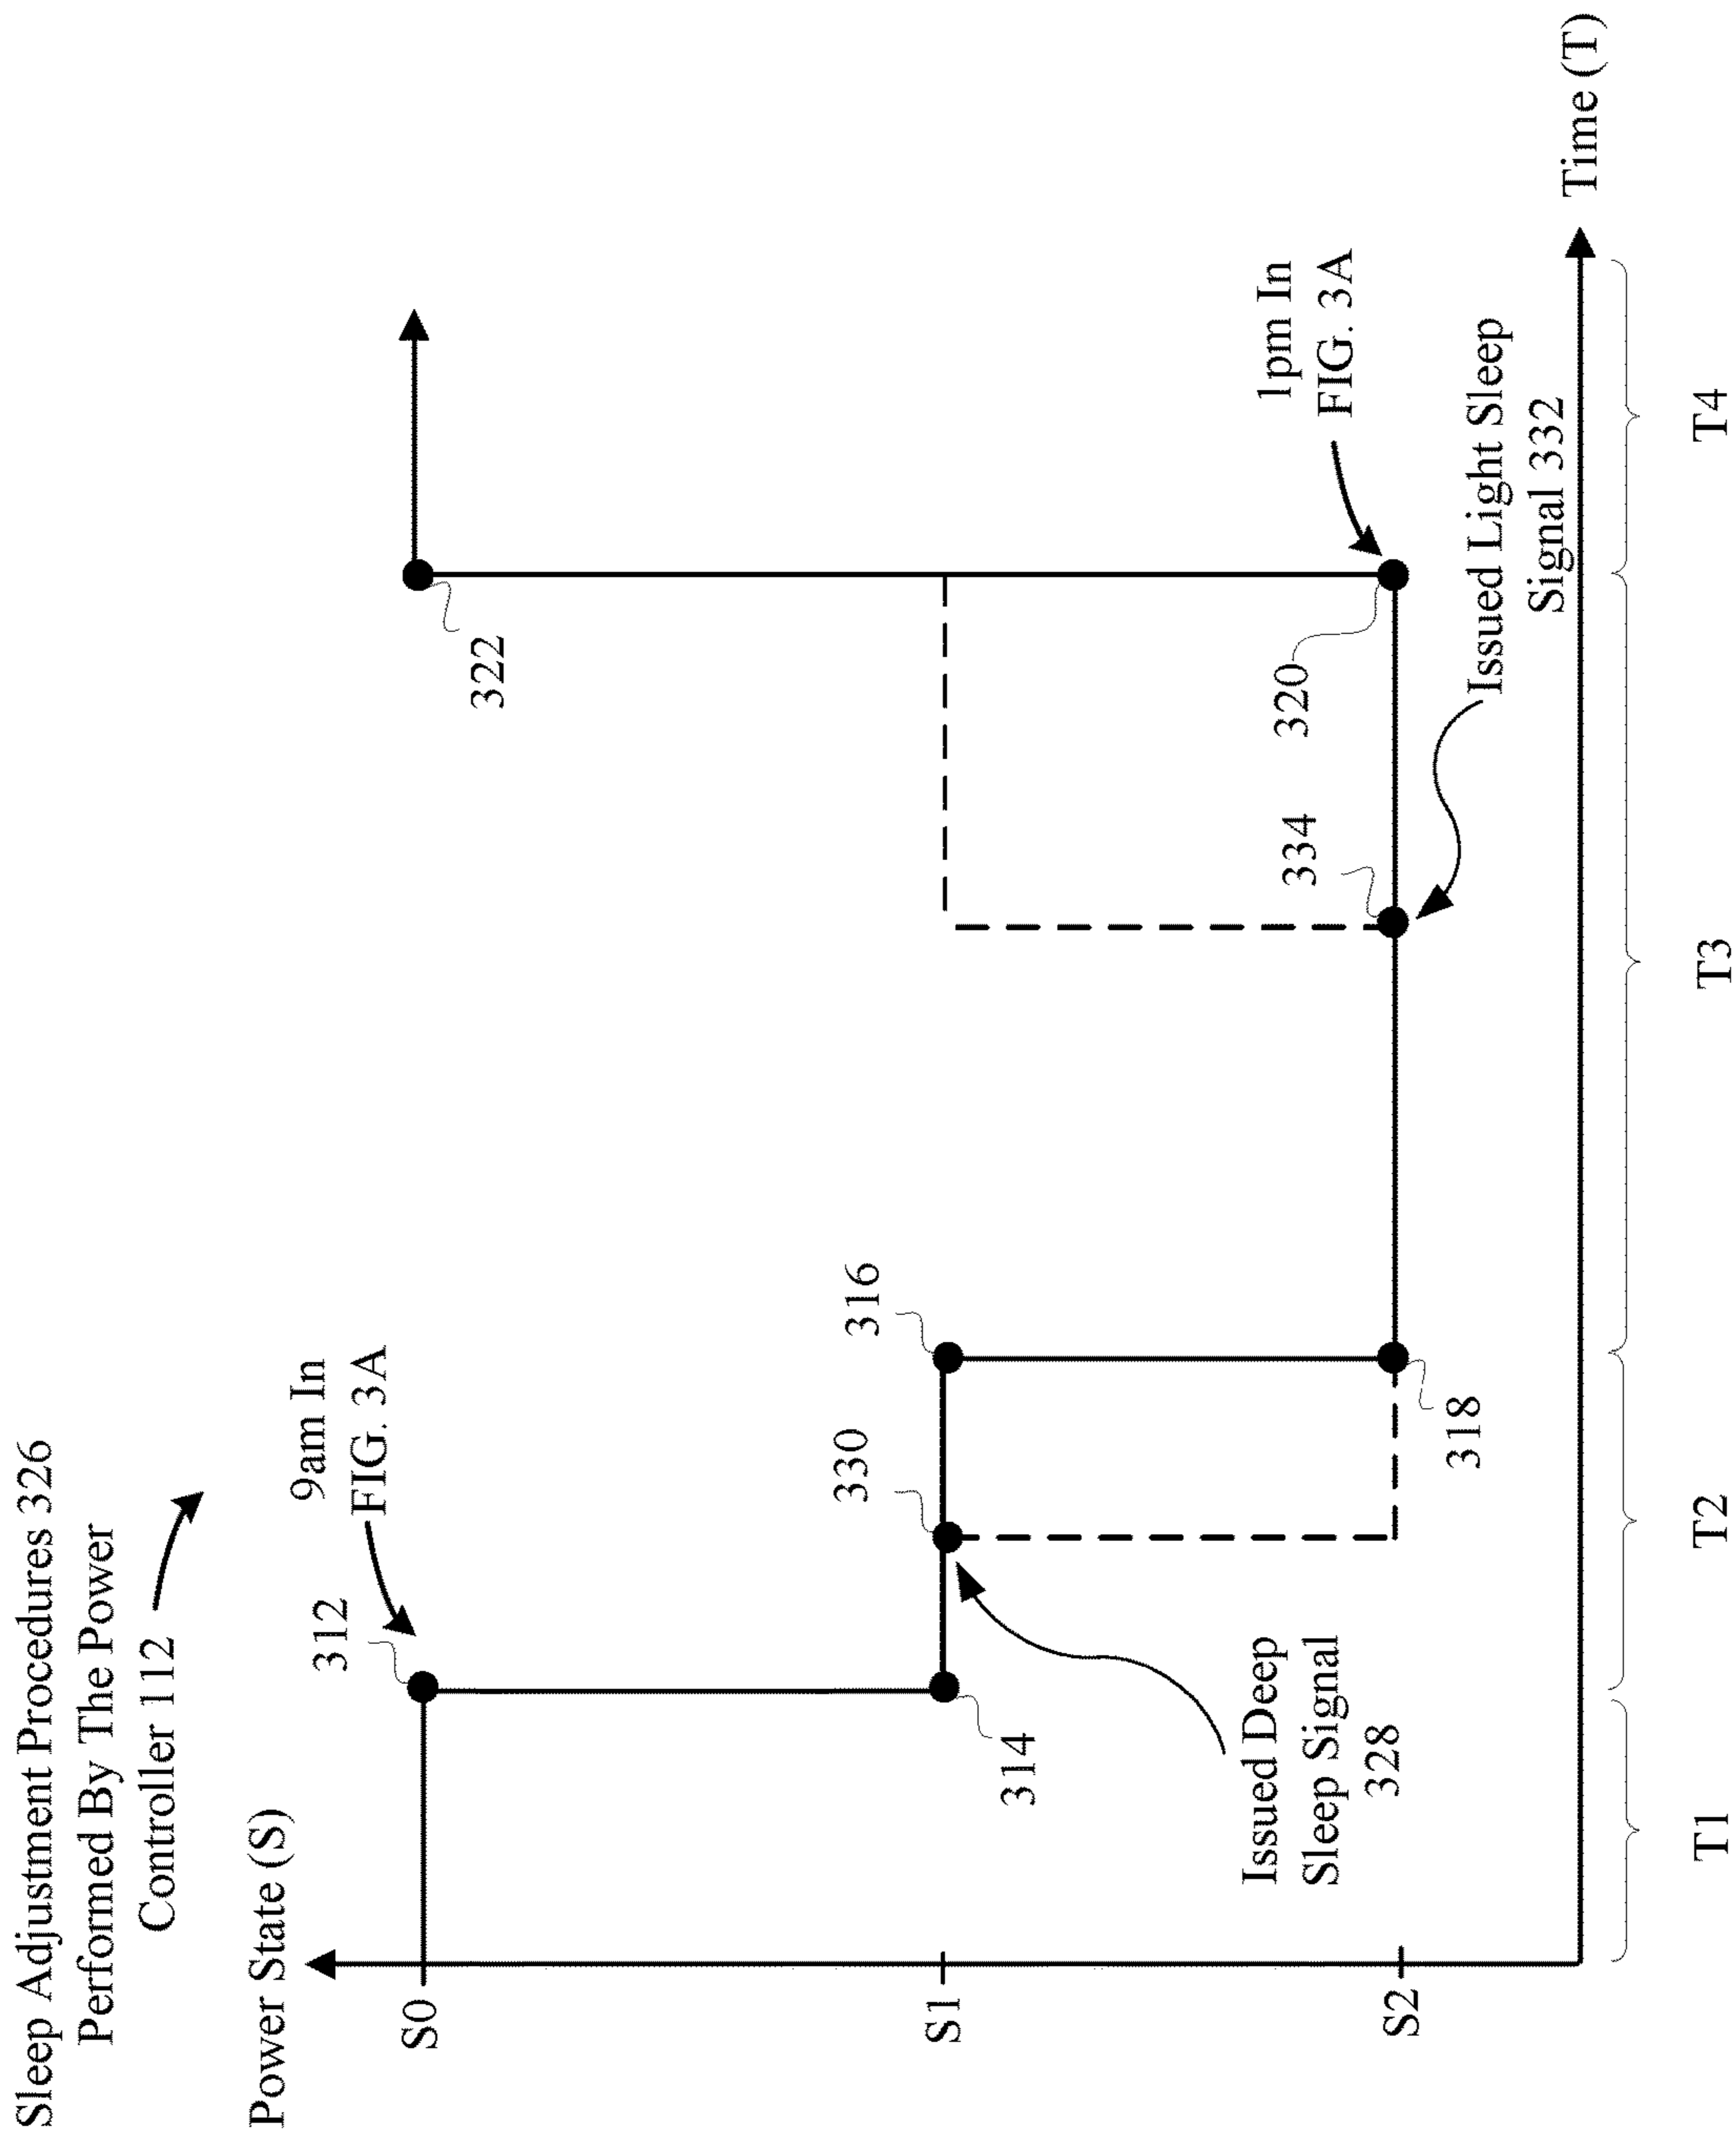 Sleep Adjustment Procedures 326
Performed By The Power
Controller 112
Power State (S)
9am In
FIG. 3A
312
S0
322
314
330
316
S1
Issued Deep
Sleep Signal
328
318
334
320
1pm In
FIG. 3A
S2
Issued Light Sleep
Signal 332
Time (T)
T1
T2
T3
T4